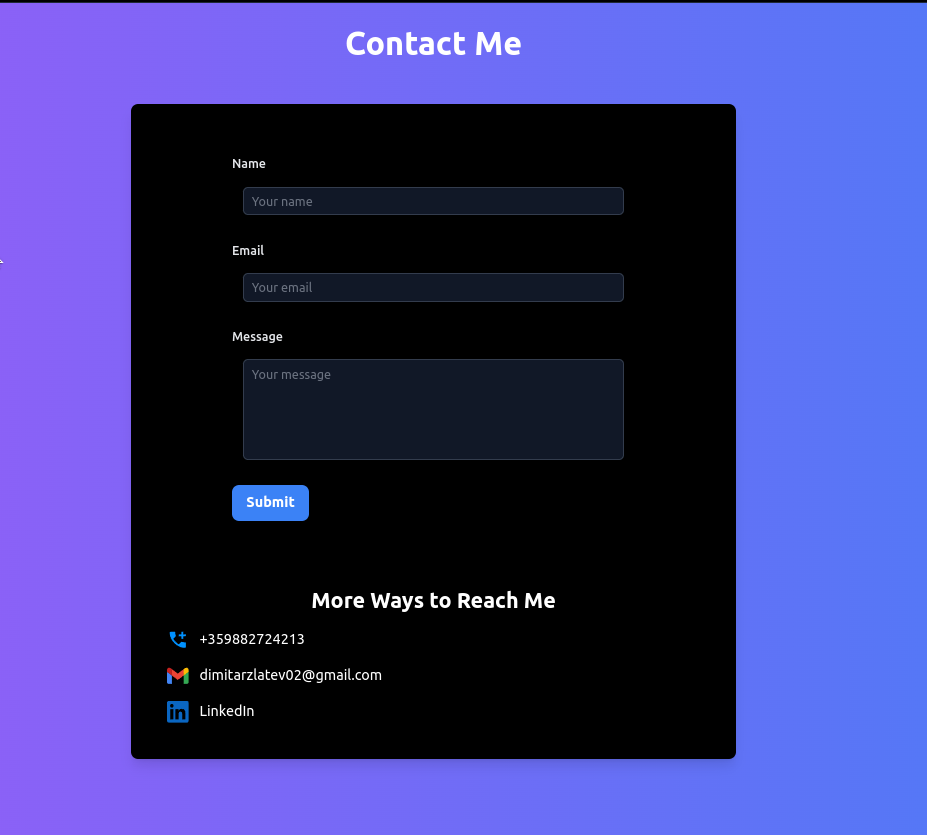 Contact Me
Name
Your name
Email
Your email
Message
Your message
Submit
More Ways to Reach Me
+359882724213
dimitarzlatev02@gmail.com
LinkedIn